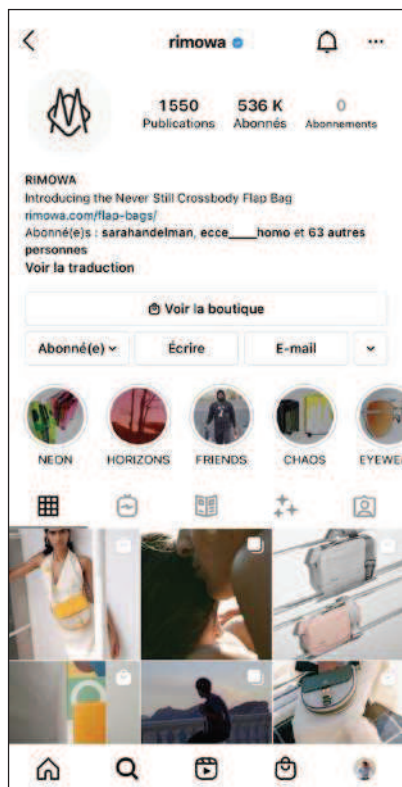 rimowa
1550 536 K 0
Publications Abonnés Abonnements
RIMOWA
Introducing the Never Still Crossbody Flap Bag
rimowa.com/flap-bags/
Abonné(e)s : sarahandelman, ecce____homo et 63 autres
personnes
Voir la traduction
Voir la boutique
Abonné(e) Écrire E-mail
NEON HORIZONS FRIENDS CHAOS EYEWE